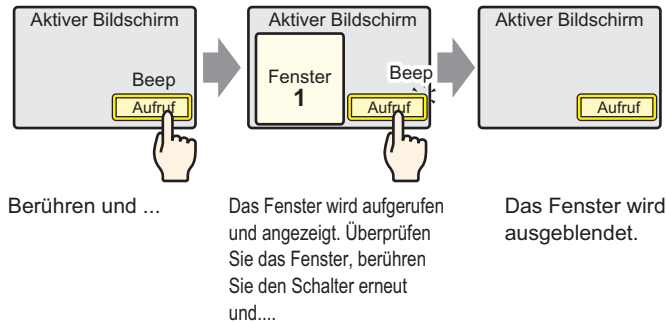 Aktiver Bildschirm
Beep
Aufruf
Berühren und ...
Aktiver Bildschirm
Fenster
1
Beep
Aufruf
Das Fenster wird aufgerufen
und angezeigt. Überprüfen
Sie das Fenster, berühren
Sie den Schalter erneut
und....
Aktiver Bildschirm
Aufruf
Das Fenster wird
ausgeblendet.